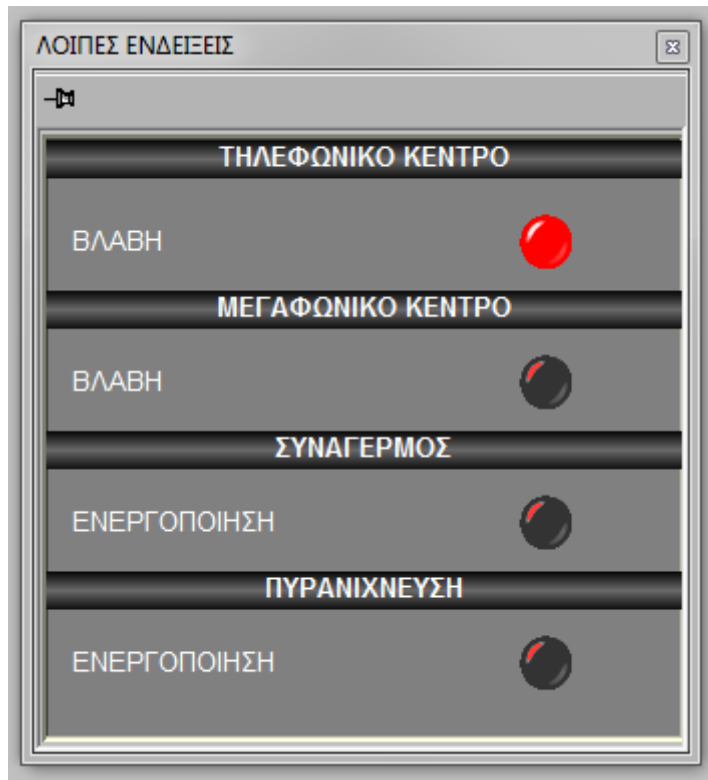 ΛΟΙΠΕΣ ΕΝΔΕΙΞΕΙΣ
ΤΗΛΕΦΩΝΙΚΟ ΚΕΝΤΡΟ
ΒΛΑΒΗ
ΜΕΓΑΦΩΝΙΚΟ ΚΕΝΤΡΟ
ΒΛΑΒΗ
ΣΥΝΑΓΕΡΜΟΣ
ΕΝΕΡΓΟΠΟΙΗΣΗ
ΠΥΡΑΝΙΧΝΕΥΣΗ
ΕΝΕΡΓΟΠΟΙΗΣΗ